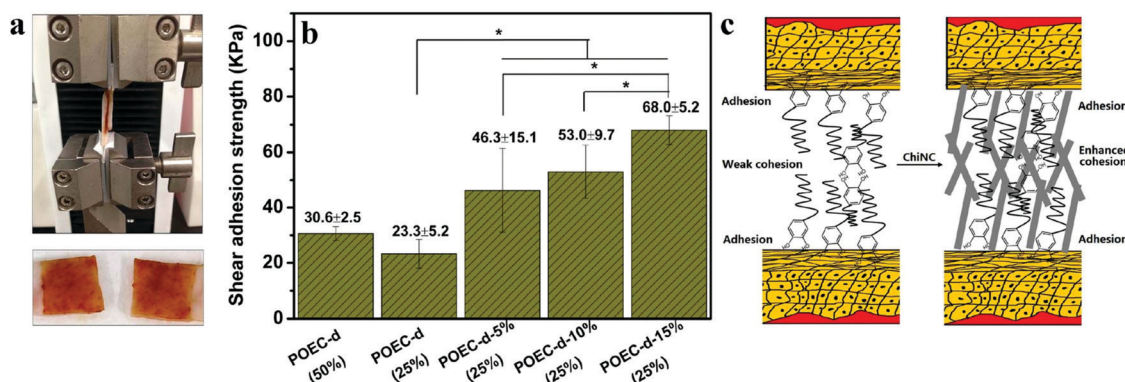 a
b
Shear adhesion strength (KPa)
100
80
60
40
20
0
30.6±2.5
23.3±5.2
46.3±15.1
53.0±9.7
68.0±5.2
*
*
*
POEC-d
(50%)
POEC-d
(25%)
POEC-d-5%
(25%)
POEC-d-10%
(25%)
POEC-d-15%
(25%)
c
Adhesion
Weak cohesion
Adhesion
ChiNC
Adhesion
Enhanced
cohesion
Adhesion